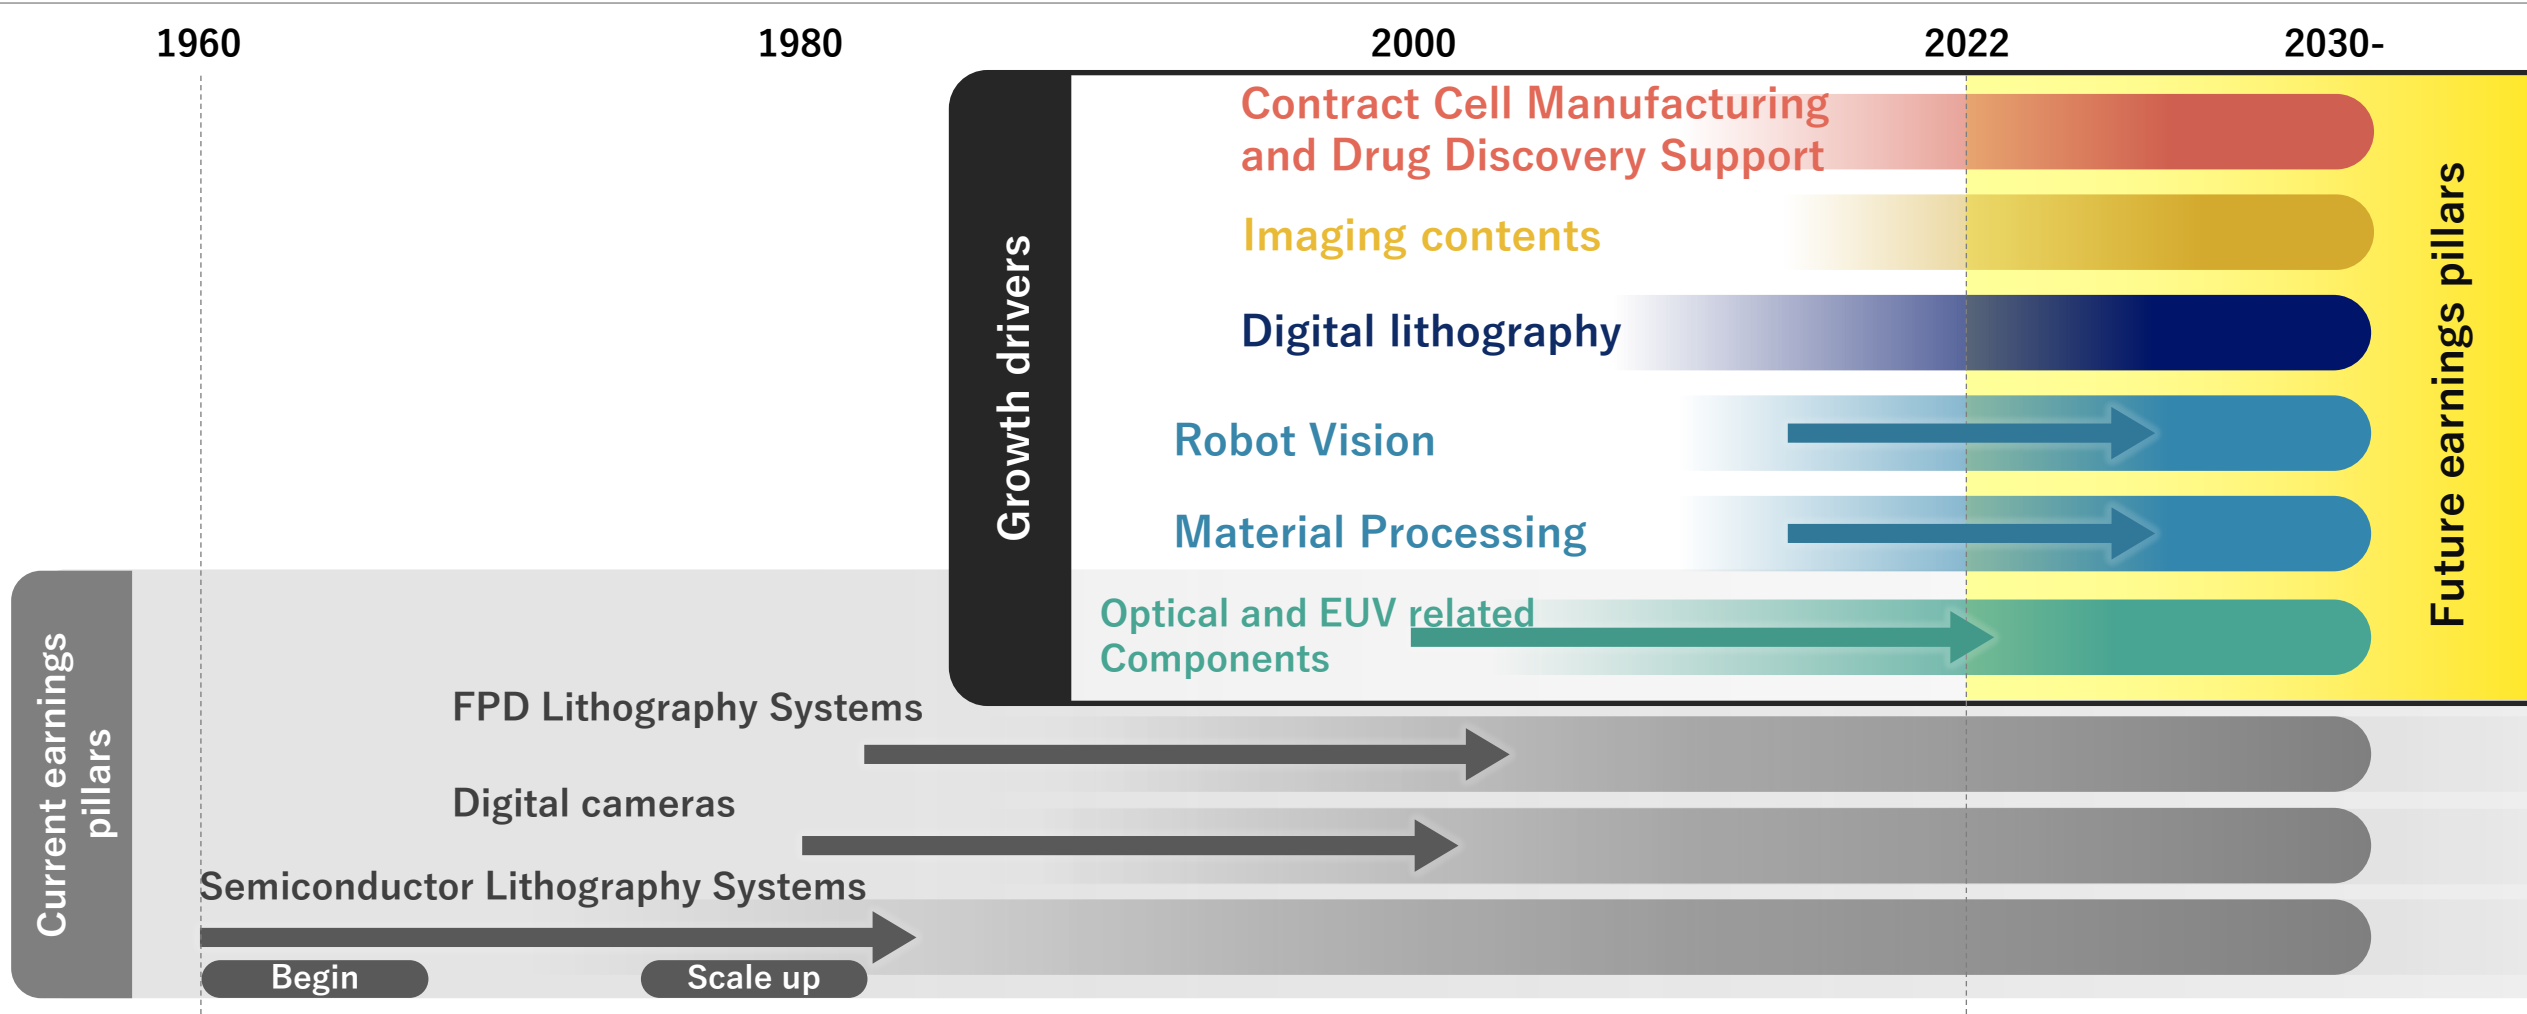 1960
1980
2000
2022
2030-
Contract Cell Manufacturing
and Drug Discovery Support
Imaging contents
Digital lithography
Robot Vision
Material Processing
Optical and EUV related
Components
Growth drivers
Future earnings pillars
Current earnings
pillars
FPD Lithography Systems
Digital cameras
Semiconductor Lithography Systems
Begin
Scale up